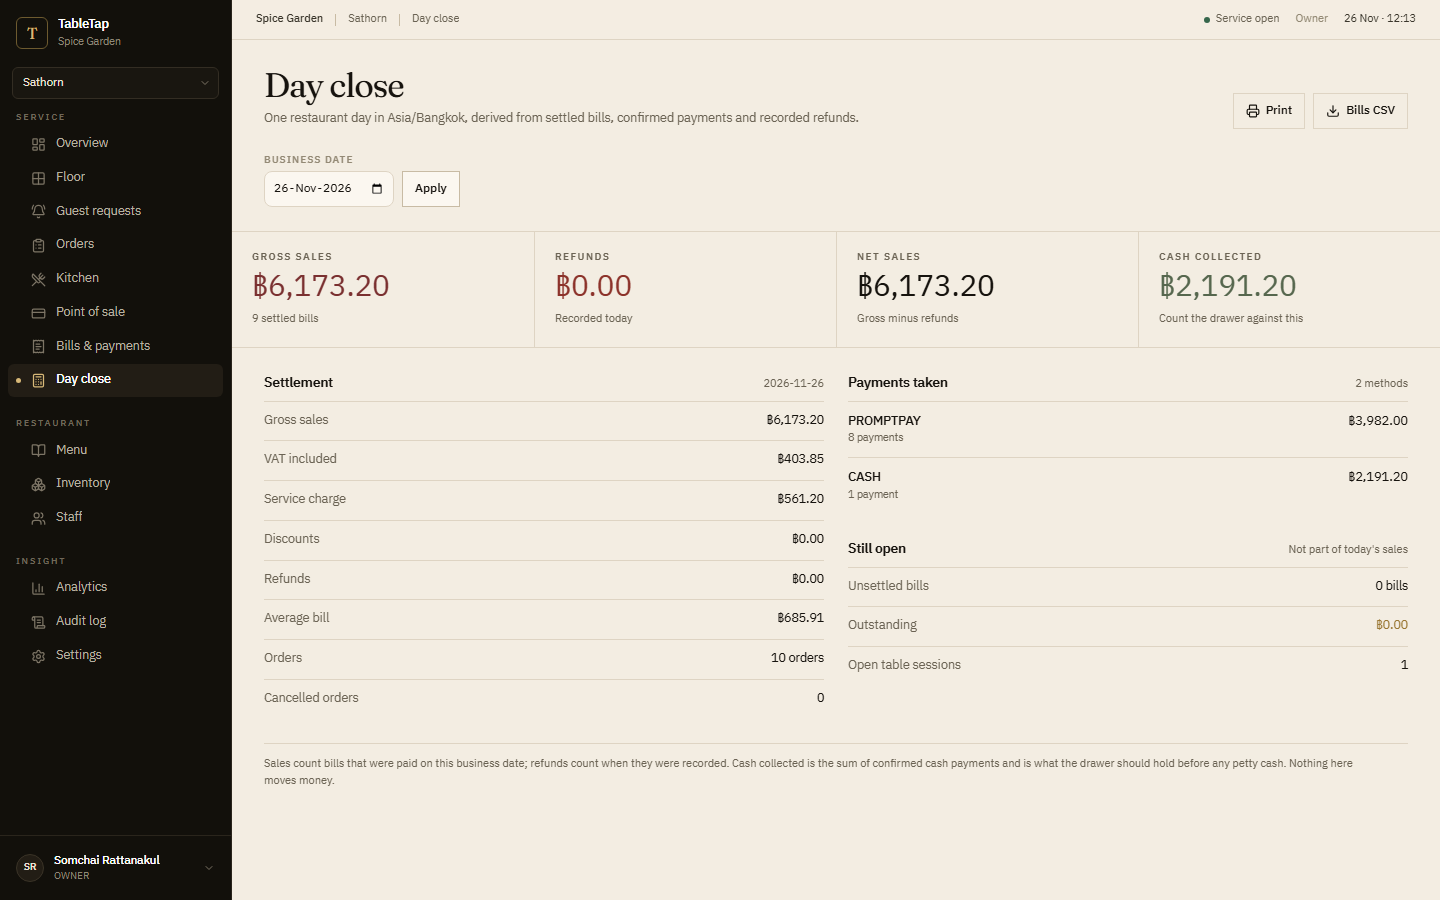 TableTap
Spice Garden
Sathorn
SERVICE
Overview
Floor
Guest requests
Orders
Kitchen
Point of sale
Bills & payments
Day close
RESTAURANT
Menu
Inventory
Staff
INSIGHT
Analytics
Audit log
Settings
SR
Somchai Rattanakul
OWNER
Spice Garden | Sathorn | Day close
Service open Owner 26 Nov · 12:13
Day close
One restaurant day in Asia/Bangkok, derived from settled bills, confirmed payments and recorded refunds.
Print
Bills CSV
BUSINESS DATE
26-Nov-2026
Apply
GROSS SALES
฿6,173.20
9 settled bills
REFUNDS
฿0.00
Recorded today
NET SALES
฿6,173.20
Gross minus refunds
CASH COLLECTED
฿2,191.20
Count the drawer against this
Settlement 2026-11-26
Gross sales ฿6,173.20
VAT included ฿403.85
Service charge ฿561.20
Discounts ฿0.00
Refunds ฿0.00
Average bill ฿685.91
Orders 10 orders
Cancelled orders 0
Payments taken 2 methods
PROMPTPAY ฿3,982.00
8 payments
CASH ฿2,191.20
1 payment
Still open Not part of today's sales
Unsettled bills 0 bills
Outstanding ฿0.00
Open table sessions 1
Sales count bills that were paid on this business date; refunds count when they were recorded. Cash collected is the sum of confirmed cash payments and is what the drawer should hold before any petty cash. Nothing here
moves money.